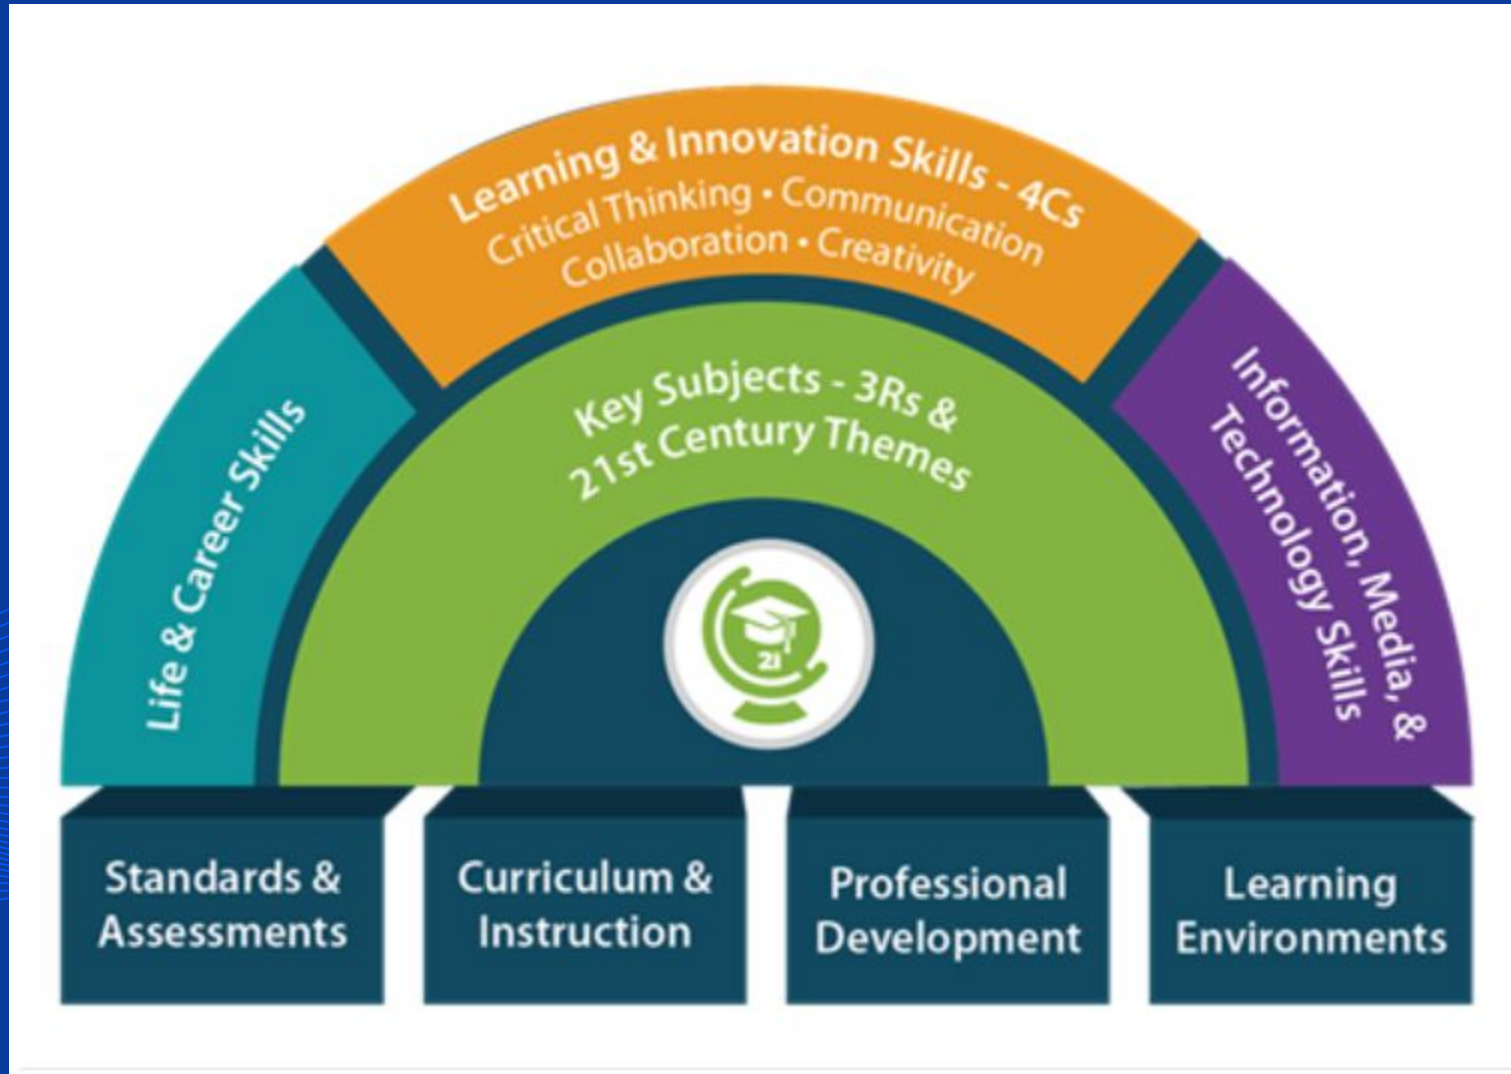 Learning & Innovation Skills - 4Cs
Critical Thinking • Communication
Collaboration • Creativity
Life & Career Skills
Key Subjects - 3Rs &
21st Century Themes
Information, Media, &
Technology Skills
21
Standards &
Assessments
Curriculum &
Instruction
Professional
Development
Learning
Environments